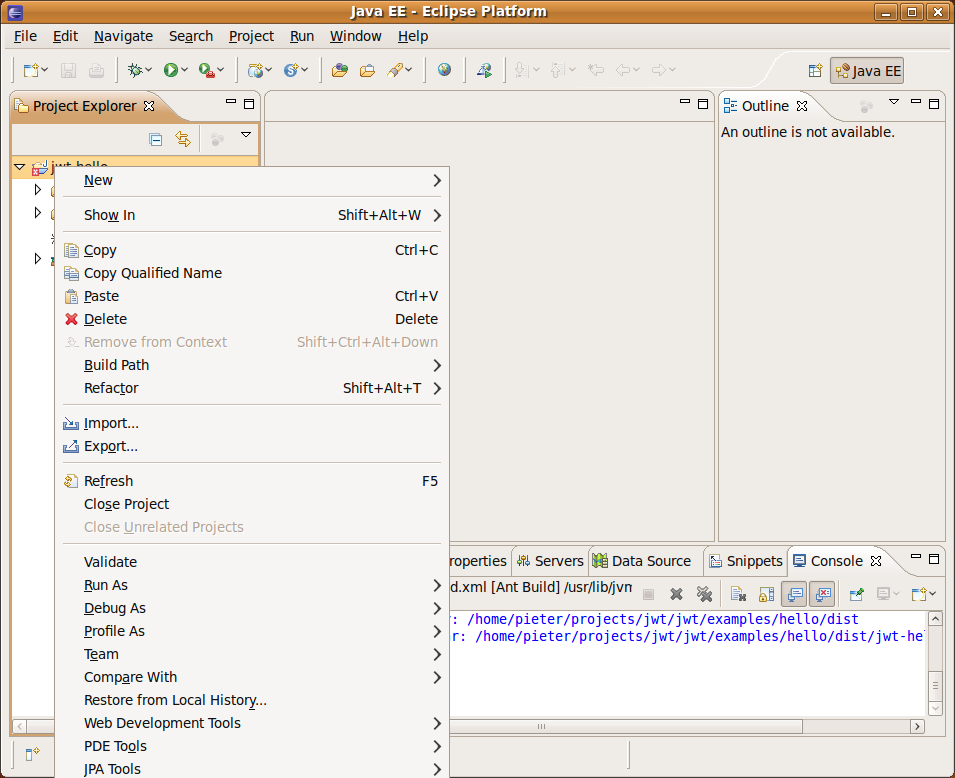 Java EE - Eclipse Platform
File Edit Navigate Search Project Run Window Help
Java EE
Project Explorer
Outline
An outline is not available.
jwt-hello
New
Show In Shift+Alt+W
Copy Ctrl+C
Copy Qualified Name
Paste Ctrl+V
Delete Delete
Remove from Context Shift+Ctrl+Alt+Down
Build Path
Refactor Shift+Alt+T
Import...
Export...
Refresh F5
Close Project
Close Unrelated Projects
Validate
Run As
Debug As
Profile As
Team
Compare With
Restore from Local History...
Web Development Tools
PDE Tools
JPA Tools
roperties Servers Data Source Snippets Console
d.xml [Ant Build] /usr/lib/jvm
r: /home/pieter/projects/jwt/jwt/examples/hello/dist
ar: /home/pieter/projects/jwt/jwt/examples/hello/dist/jwt-hel